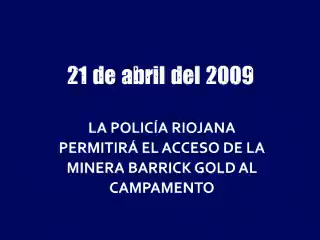 21 de abril del 2009
LA POLICÍA RIOJANA
PERMITIRÁ EL ACCESO DE LA
MINERA BARRICK GOLD AL
CAMPAMENTO